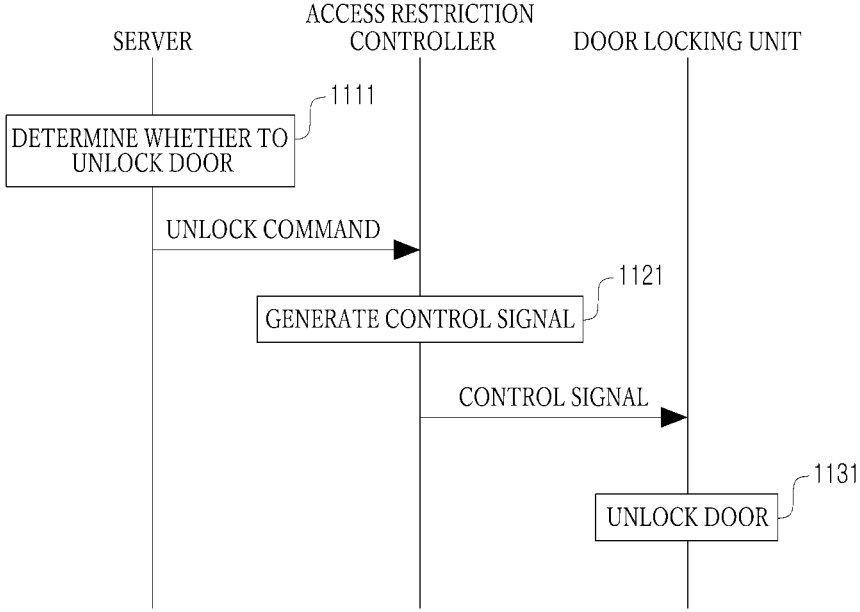 SERVER
ACCESS RESTRICTION
CONTROLLER
DOOR LOCKING UNIT
1111
DETERMINE WHETHER TO
UNLOCK DOOR
UNLOCK COMMAND
1121
GENERATE CONTROL SIGNAL
CONTROL SIGNAL
1131
UNLOCK DOOR